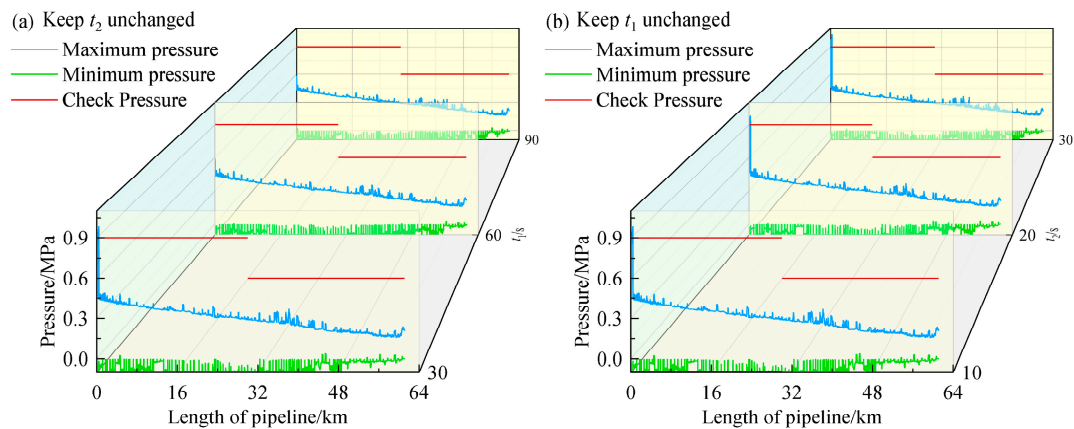 (a) Keep t₂ unchanged
Maximum pressure
Minimum pressure
Check Pressure
90
60
t₁/s
30
0.9
0.6
0.3
0.0
Pressure/MPa
0 16 32 48 64
Length of pipeline/km
(b) Keep t₁ unchanged
Maximum pressure
Minimum pressure
Check Pressure
30
20
t₂/s
10
0.9
0.6
0.3
0.0
Pressure/MPa
0 16 32 48 64
Length of pipeline/km